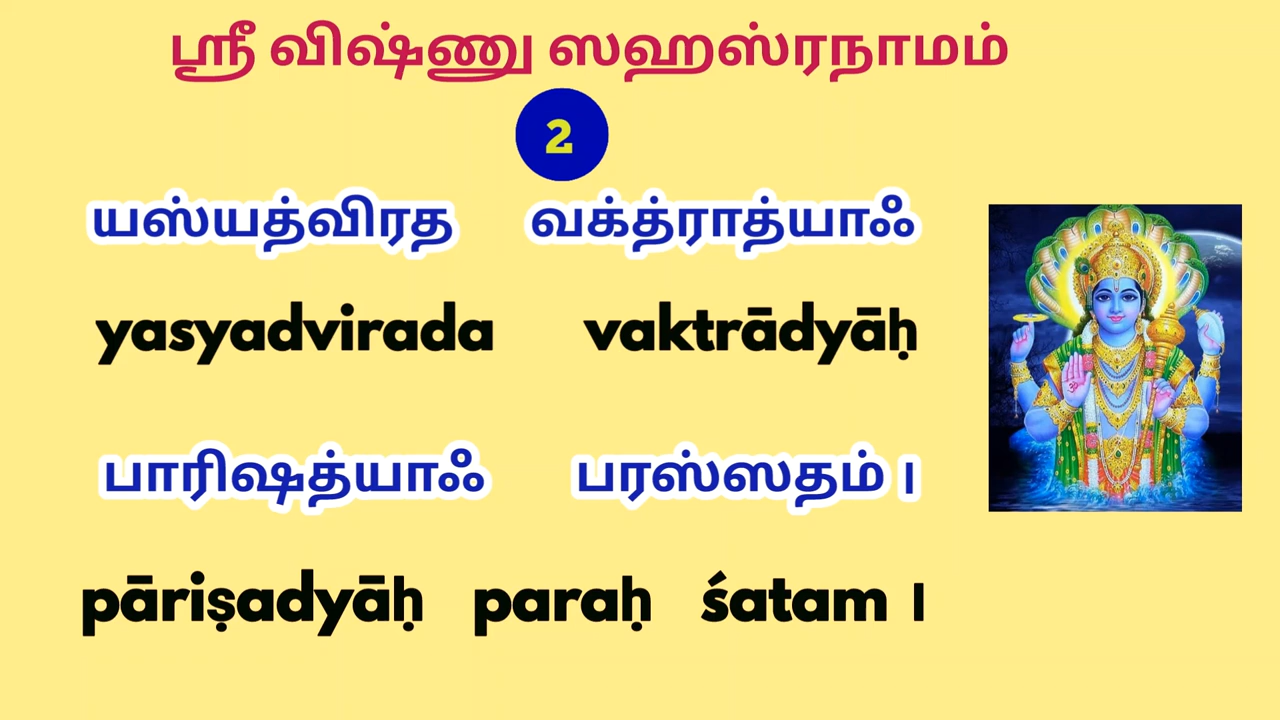 ஸ்ரீ விஷ்ணு ஸஹஸ்ரநாமம்
2
யஸ்யத்விரத வக்த்ராத்யாஃ
yasyadvirada vaktrādyāḥ
பாரிஷத்யாஃ பரஸ்ஸதம் |
pāriṣadyāḥ paraḥ śatam |